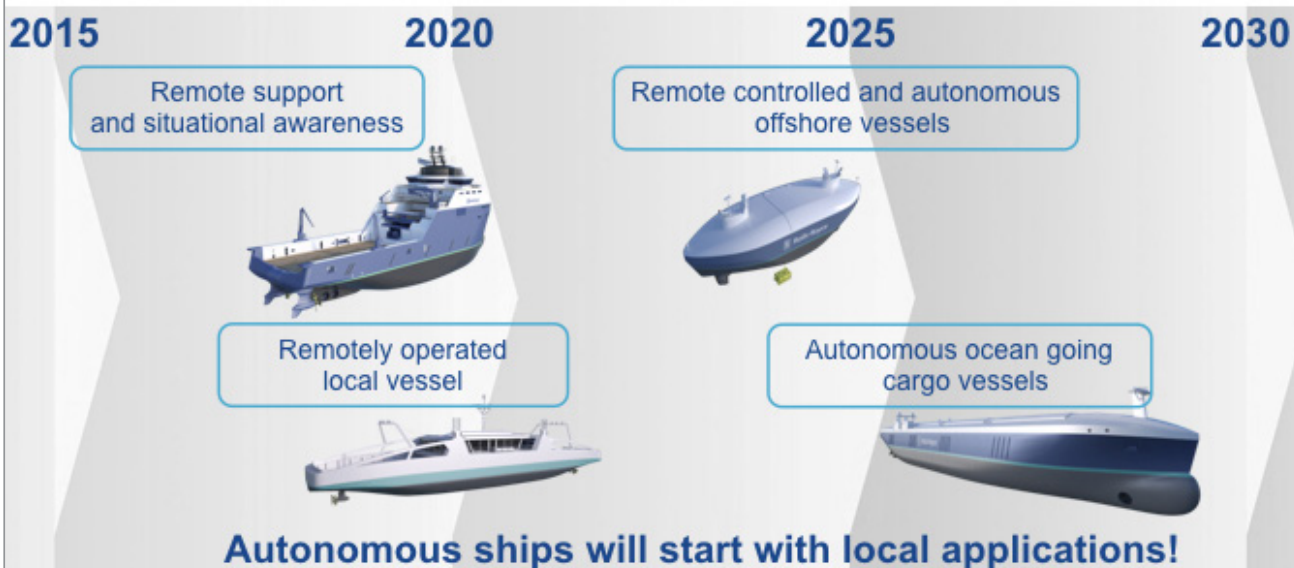 2015 2020 2025 2030
Remote support
and situational awareness
Remote controlled and autonomous
offshore vessels
Remotely operated
local vessel
Autonomous ocean going
cargo vessels
Autonomous ships will start with local applications!